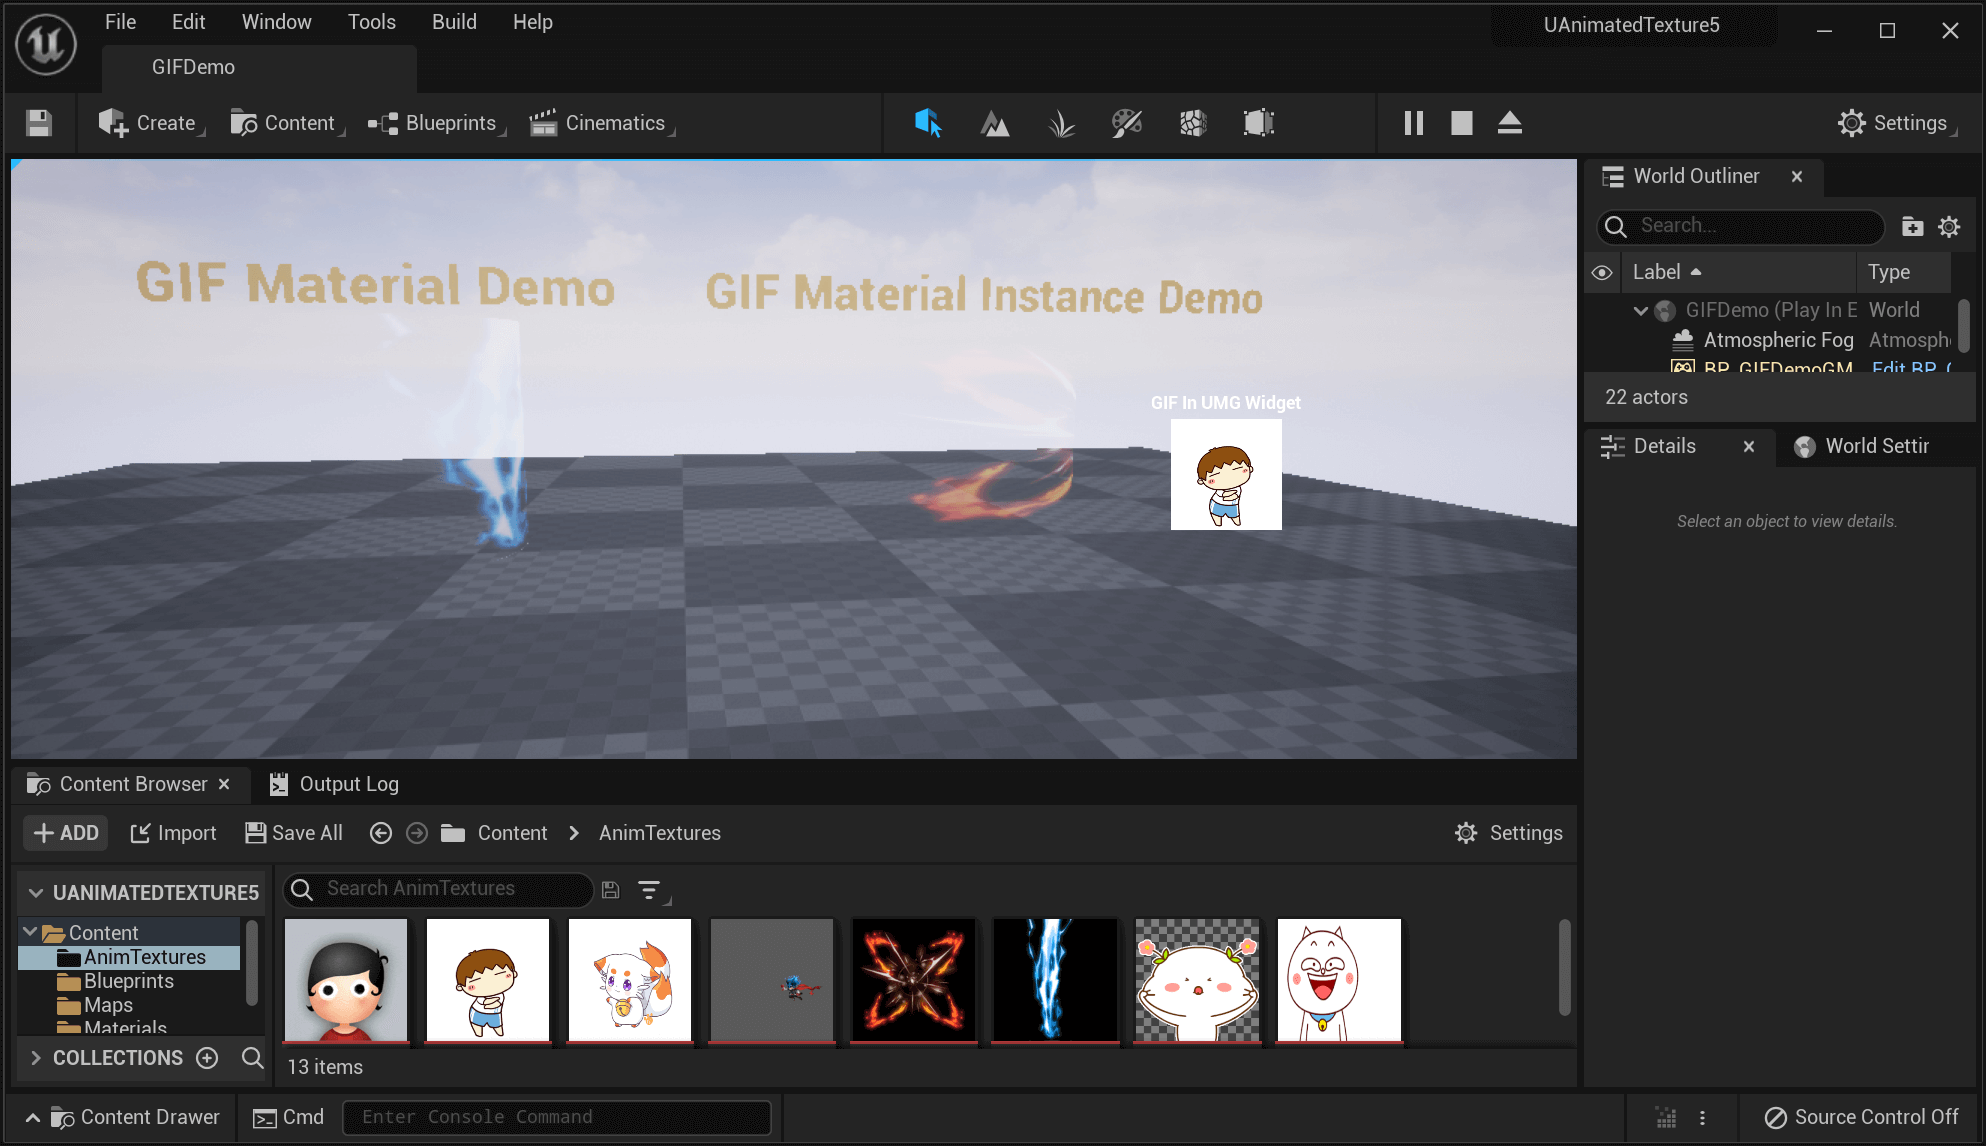 File Edit Window Tools Build Help
UAnimatedTexture5
GIFDemo
Create Content Blueprints Cinematics Settings
World Outliner
Search...
Label Type
GIFDemo (Play In E World
Atmospheric Fog Atmosph
BP_GIFDemoGM Edit BP_
22 actors
Details World Settin
Select an object to view details.
GIF Material Demo
GIF Material Instance Demo
GIF In UMG Widget
Content Browser Output Log
ADD Import Save All Content AnimTextures Settings
UANIMATEDTEXTURE5
Search AnimTextures
Content
AnimTextures
Blueprints
Maps
Materials
COLLECTIONS
13 items
Content Drawer Cmd Enter Console Command Source Control Off